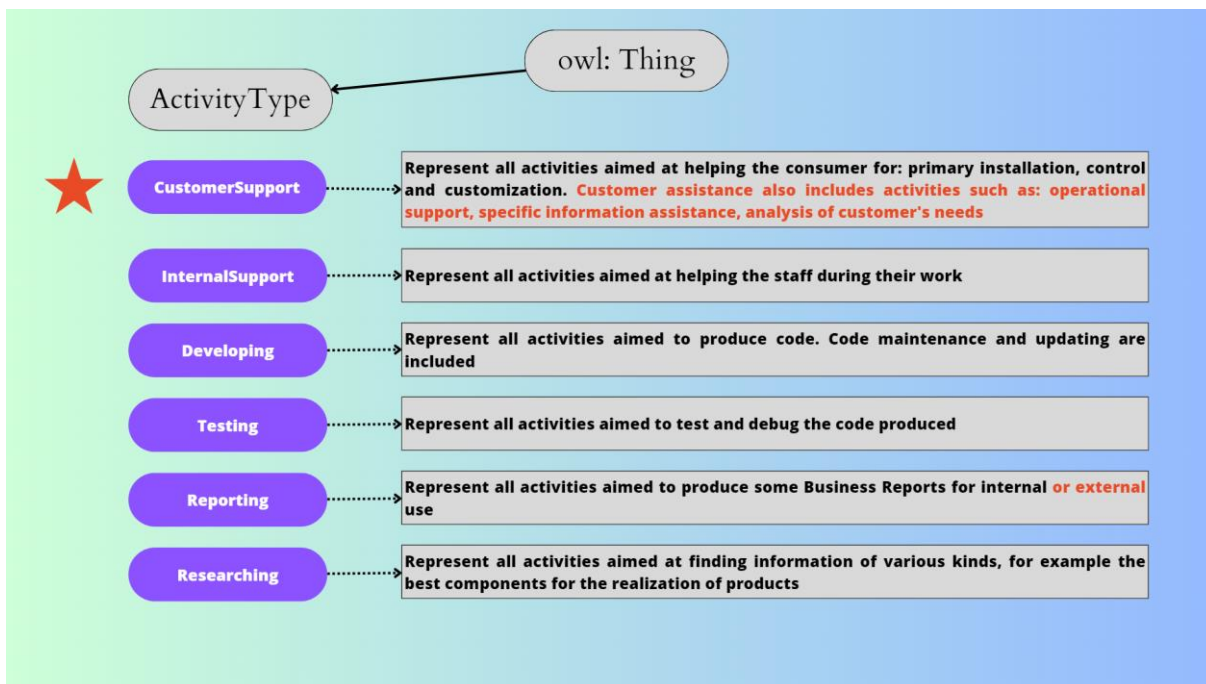 owl: Thing
ActivityType
CustomerSupport
Represent all activities aimed at helping the consumer for: primary installation, control
and customization. Customer assistance also includes activities such as: operational
support, specific information assistance, analysis of customer's needs
InternalSupport
Represent all activities aimed at helping the staff during their work
Developing
Represent all activities aimed to produce code. Code maintenance and updating are
included
Testing
Represent all activities aimed to test and debug the code produced
Reporting
Represent all activities aimed to produce some Business Reports for internal or external
use
Researching
Represent all activities aimed at finding information of various kinds, for example the
best components for the realization of products